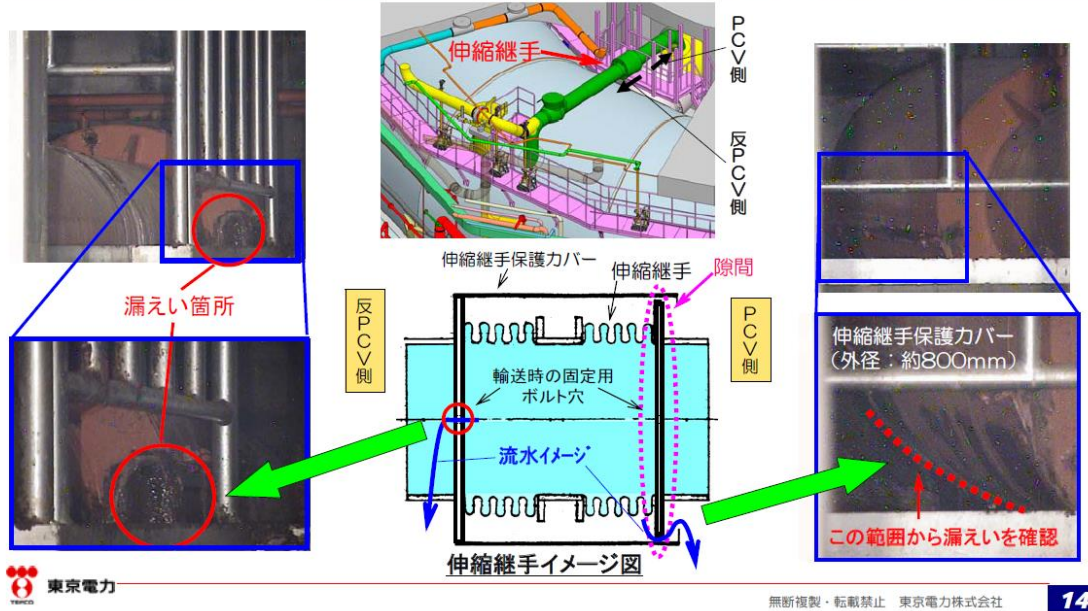 伸縮継手
PCV側
反PCV側
漏えい箇所
伸縮継手保護カバー
伸縮継手
隙間
反PCV側
PCV側
輸送時の固定用
ボルト穴
流水イメージ
伸縮継手イメージ図
伸縮継手保護カバー
(外径:約800mm)
この範囲から漏えいを確認
TEPCO
東京電力
無断複製・転載禁止 東京電力株式会社
14